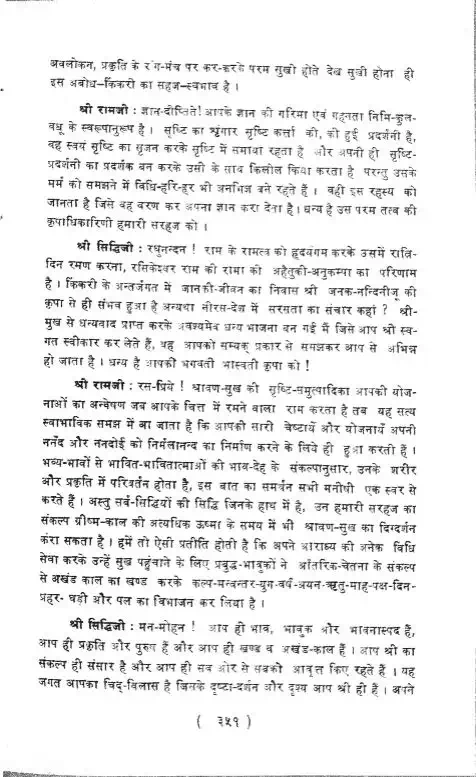 अवलोकन, प्रकृति के रंग-मंच पर कर-करके परम सुखी होते देख सुखी होना ही
इस अबोध-किंकरी का सहज-स्वभाव है ।
श्री रामजी : ज्ञान-दीप्तिते! आपके ज्ञान की गरिमा एवं गहनता निमि-कुल-
वधू के स्वरूपानुरूप है । सृष्टि का श्रृंगार सृष्टि कर्त्ता की, की हुई प्रदर्शनी है,
वह स्वयं सृष्टि का सृजन करके सृष्टि में समाया रहता है और अपनी ही सृष्टि-
प्रदर्शनी का प्रदर्शक बन करके उसी के साथ किलोल किया करता है परन्तु उसके
मर्म को समझने में विधि-हरि-हर भी अनभिज्ञ बने रहते हैं । वही इस रहस्य को
जानता है जिसे वह वरण कर अपना ज्ञान करा देता है । धन्य है उस परम तत्व की
कृपाधिकारिणी हमारी सरहज को ।
श्री सिद्धिजी : रघुनन्दन ! राम के रामत्व को हृदयंगम करके उसमें रात्रि-
दिन रमण करना, रसिकेश्वर राम की रामा की अहैतुकी-अनुकम्पा का परिणाम
है । किंकरी के अन्तर्जगत में जानकी-जीवन का निवास श्री जनक-नन्दिनीजू की
कृपा से ही संभव हुआ है अन्यथा नीरस-देश में सरसता का संचार कहां ? श्री-
मुख से धन्यवाद प्राप्त करके अवश्यमेव धन्य भाजना बन गई मैं जिसे आप श्री स्व-
गत स्वीकार कर लेते हैं, वह आपको सम्यक् प्रकार से समझकर आप से अभिन्न
हो जाता है । धन्य है आपकी भगवती भास्वती कृपा को !
श्री रामजी : रस-प्रिये ! श्रावण-सुख की सृष्टि-समुत्पादिका आपकी योज-
नाओं का अन्वेषण जब आपके चित्त में रमने वाला राम करता है तब यह सत्य
स्वाभाविक समझ में आ जाता है कि आपकी सारी चेष्टायें और योजनायें अपनी
ननँद और ननदोई को निर्मलानन्द का निर्माण करने के लिये ही हुआ करती हैं ।
भव्य-भावों से भावित-भावितात्माओं की भाव-देह के संकल्पानुसार, उनके शरीर
और प्रकृति में परिवर्तन होता है, इस बात का समर्थन सभी मनीषी एक स्वर से
करते हैं । अस्तु सर्व-सिद्धियों की सिद्धि जिनके हाथ में है, उन हमारी सरहज का
संकल्प ग्रीष्म-काल की अत्यधिक ऊष्मा के समय में भी श्रावण-सुख का दिग्दर्शन
करा सकता है । हमें तो ऐसी प्रतीति होती है कि अपने आराध्य की अनेक विधि
सेवा करके उन्हें सुख पहुंचाने के लिए प्रबुद्ध-भावुकों ने आंतरिक-चेतना के संकल्प
से अखंड काल का खण्ड करके कल्प-मन्वन्तर-युग-वर्ष-अयन-ऋतु-माह-पक्ष-दिन-
प्रहर-घड़ी और पल का विभाजन कर लिया है ।
श्री सिद्धिजी : मन-मोहन ! आप ही भाव, भावुक और भावनास्पद हैं,
आप ही प्रकृति और पुरुष हैं और आप ही खण्ड व अखंड-काल हैं । आप श्री का
संकल्प ही संसार है और आप ही सब ओर से सबको आवृत्त किए रहते हैं । यह
जगत आपका चिद्-विलास है जिसके दृष्टा-दर्शन और दृश्य आप श्री ही हैं । अपने
( ३५१ )